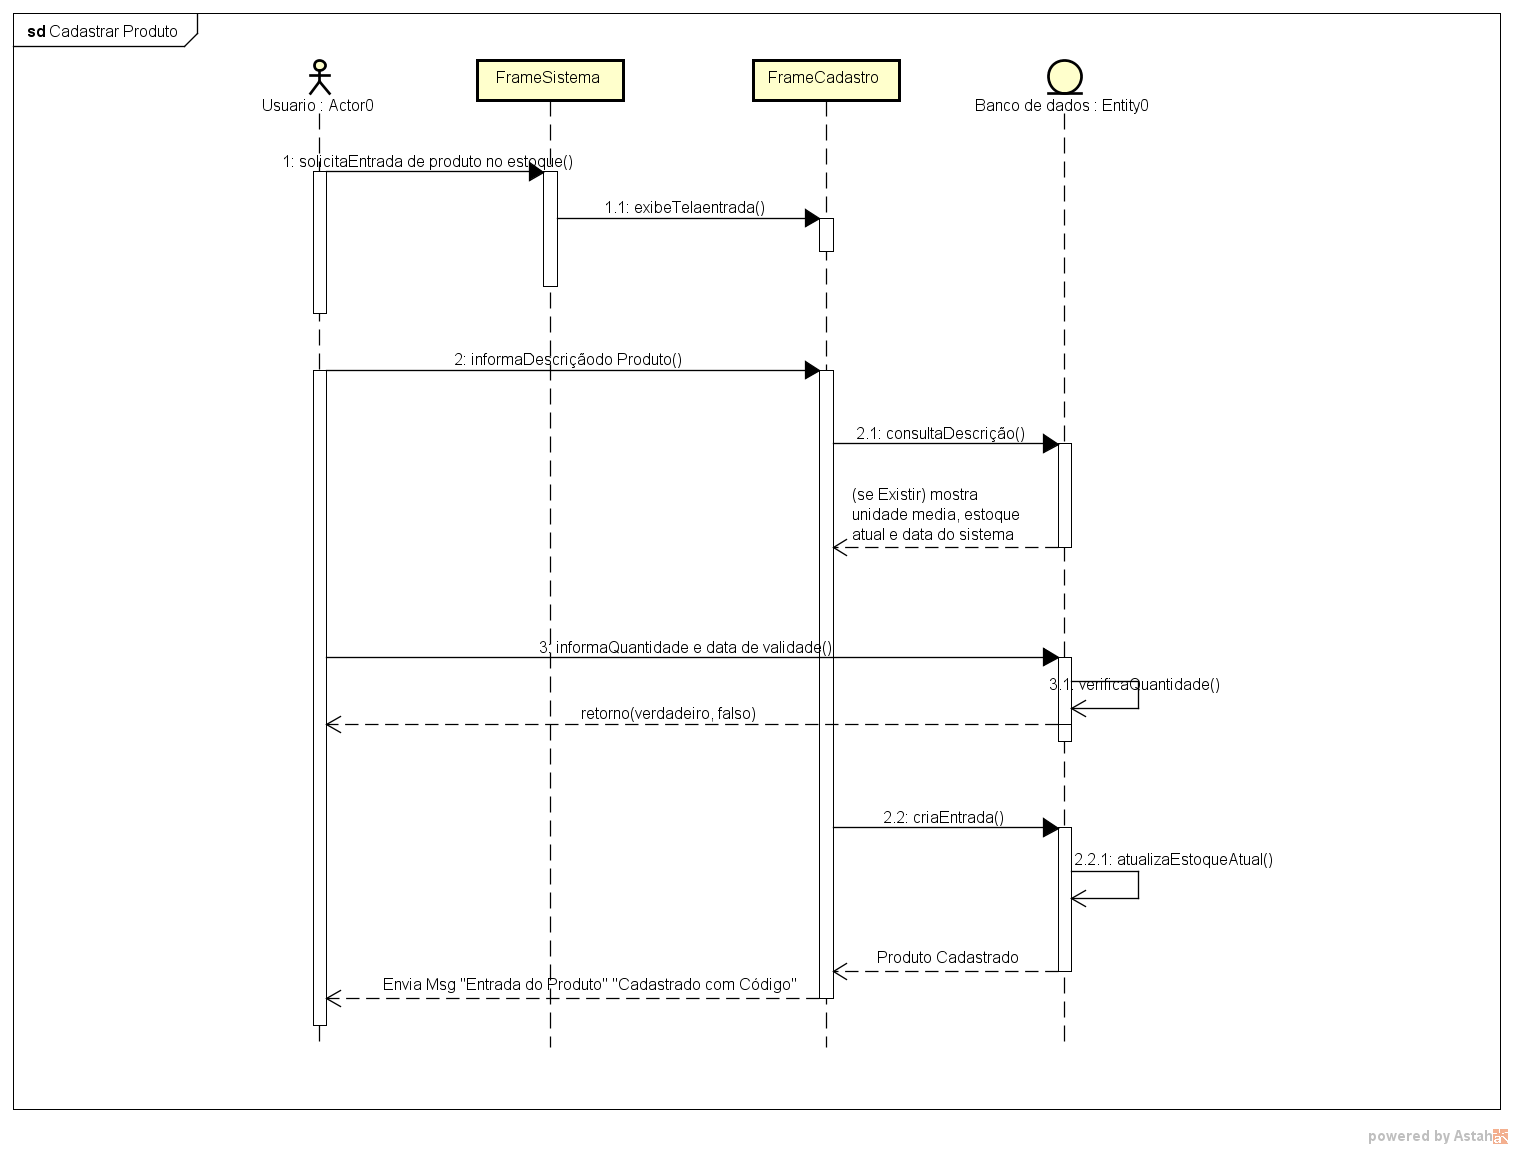 sd Cadastrar Produto
Usuario : Actor0
FrameSistema
FrameCadastro
Banco de dados : Entity0
1: solicitaEntrada de produto no estoque()
1.1: exibeTelaentrada()
2: informaDescriçãodo Produto()
2.1: consultaDescrição()
(se Existir) mostra
unidade media, estoque
atual e data do sistema
3: informaQuantidade e data de validade()
3.1: verificaQuantidade()
retorno(verdadeiro, falso)
2.2: criaEntrada()
2.2.1: atualizaEstoqueAtual()
Produto Cadastrado
Envia Msg "Entrada do Produto" "Cadastrado com Código"
powered by Astah